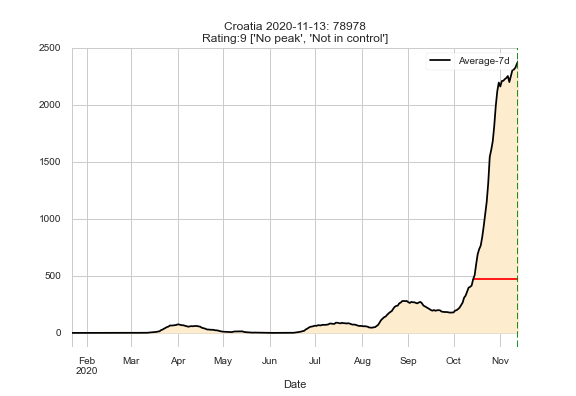 Croatia 2020-11-13: 78978
Rating:9 ['No peak', 'Not in control']
Average-7d
2500
2000
1500
1000
500
0
Feb Mar Apr May Jun Jul Aug Sep Oct Nov
2020
Date